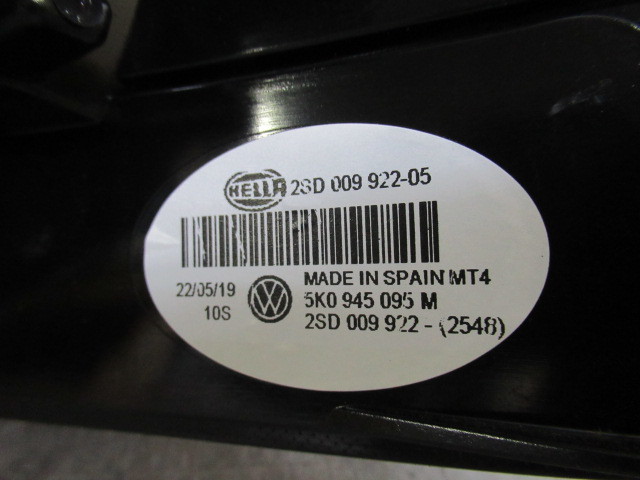 HELLA 2SD 009 922-05
MADE IN SPAIN MT4
22/05/19
5K0 945 095 M
10S
2SD 009 922-(2548)